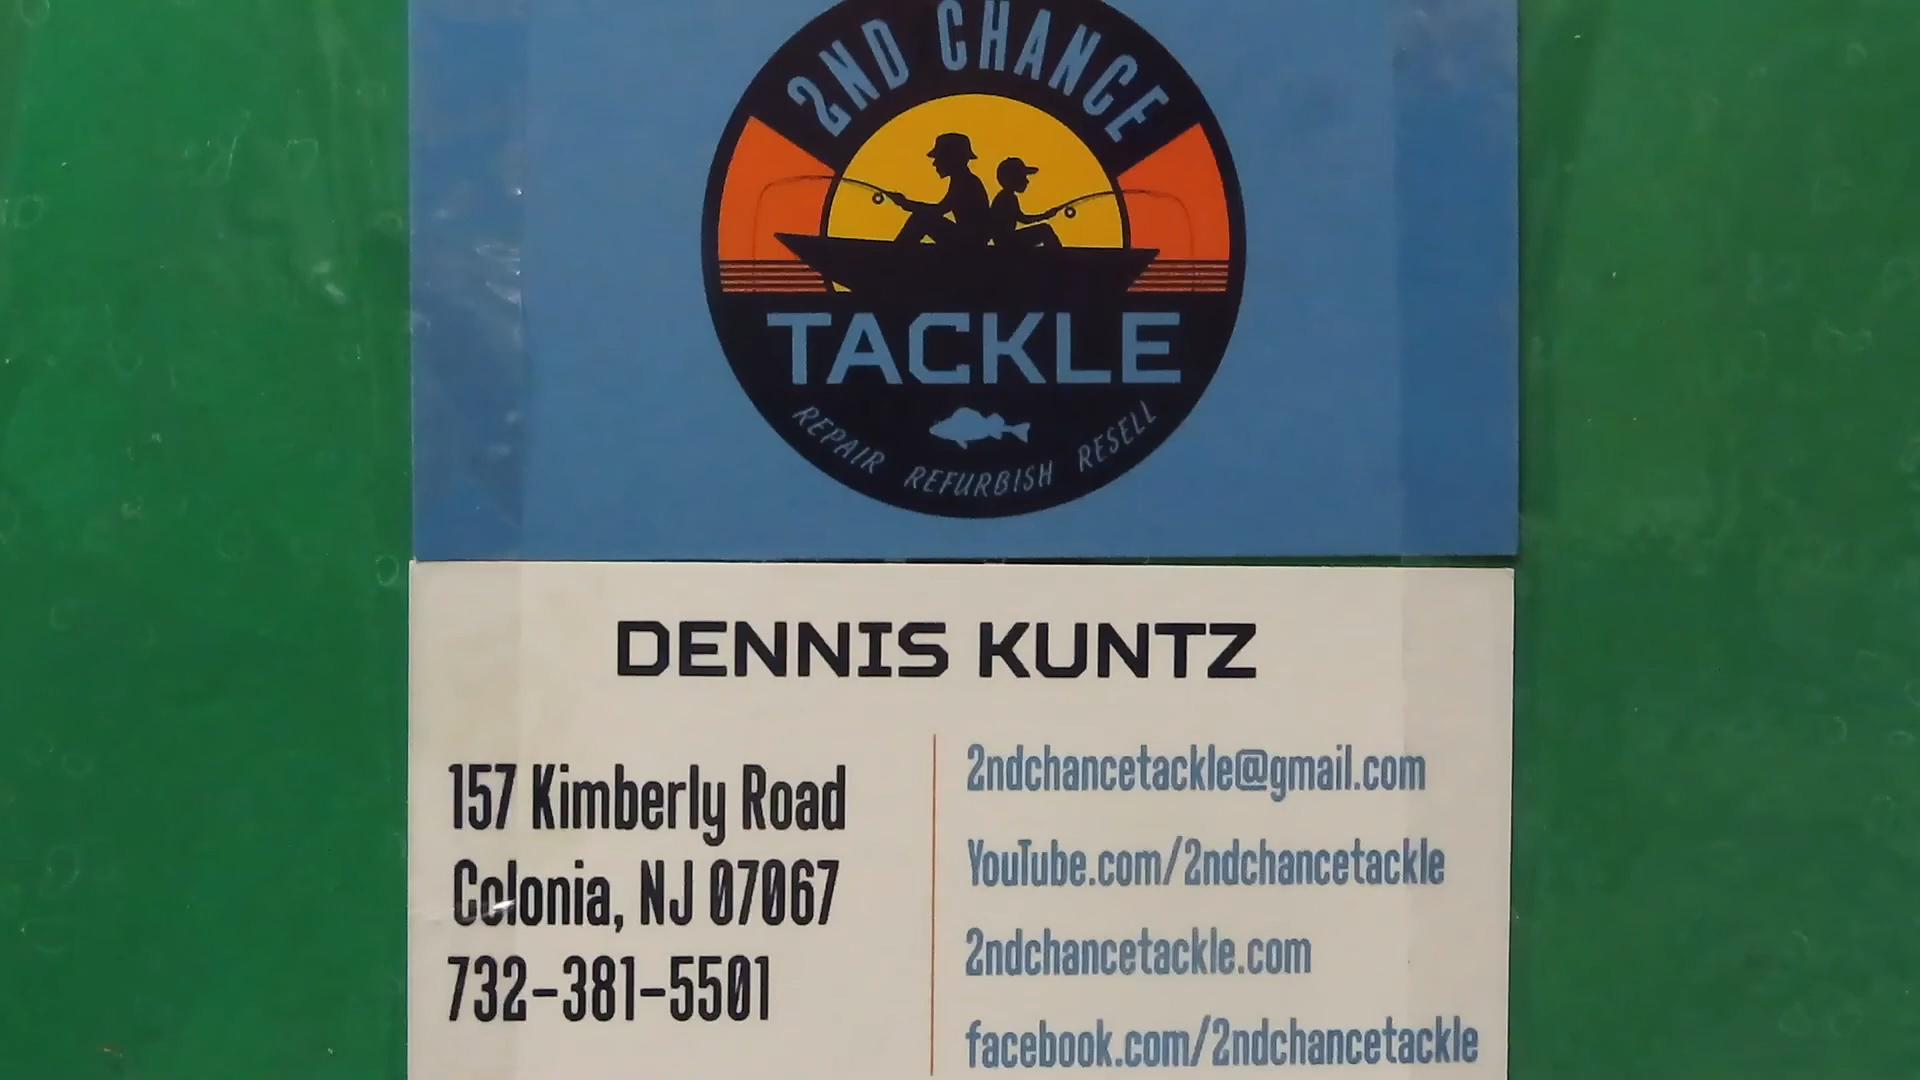 2ND CHANCE
TACKLE
REPAIR REFURBISH RESELL
DENNIS KUNTZ
157 Kimberly Road
Colonia, NJ 07067
732-381-5501
2ndchancetackle@gmail.com
YouTube.com/2ndchancetackle
2ndchancetackle.com
facebook.com/2ndchancetackle